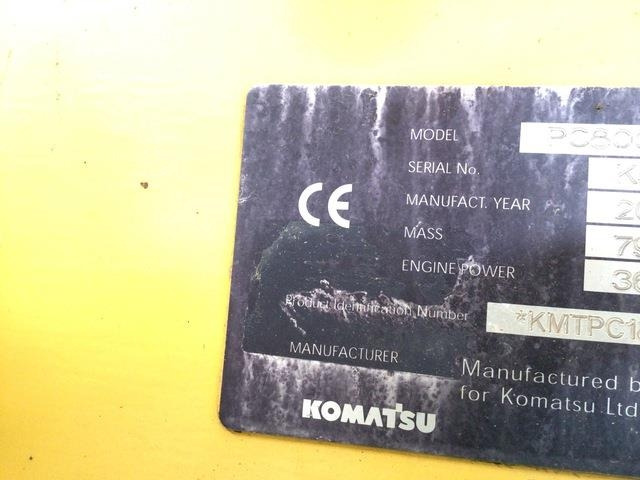 MODEL PC80
SERIAL No. K
MANUFACT. YEAR 20
MASS 79
ENGINE POWER 36
CE
Product Identification Number *KMTPC1
MANUFACTURER
Manufactured b
for Komatsu Ltd
KOMATSU